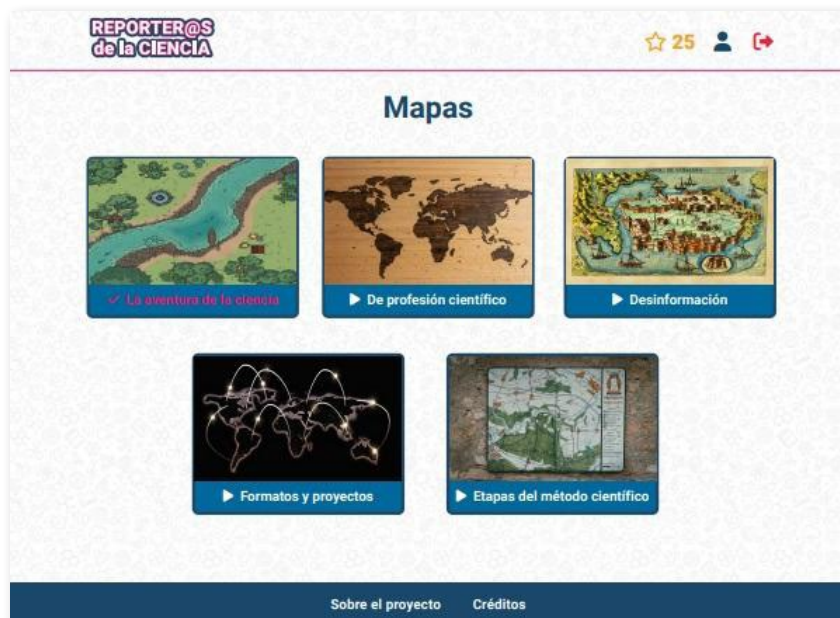 REPORTER@S
de la CIENCIA
25
Mapas
La aventura de la ciencia
De profesión científico
Desinformación
Formatos y proyectos
Etapas del método científico
Sobre el proyecto
Créditos